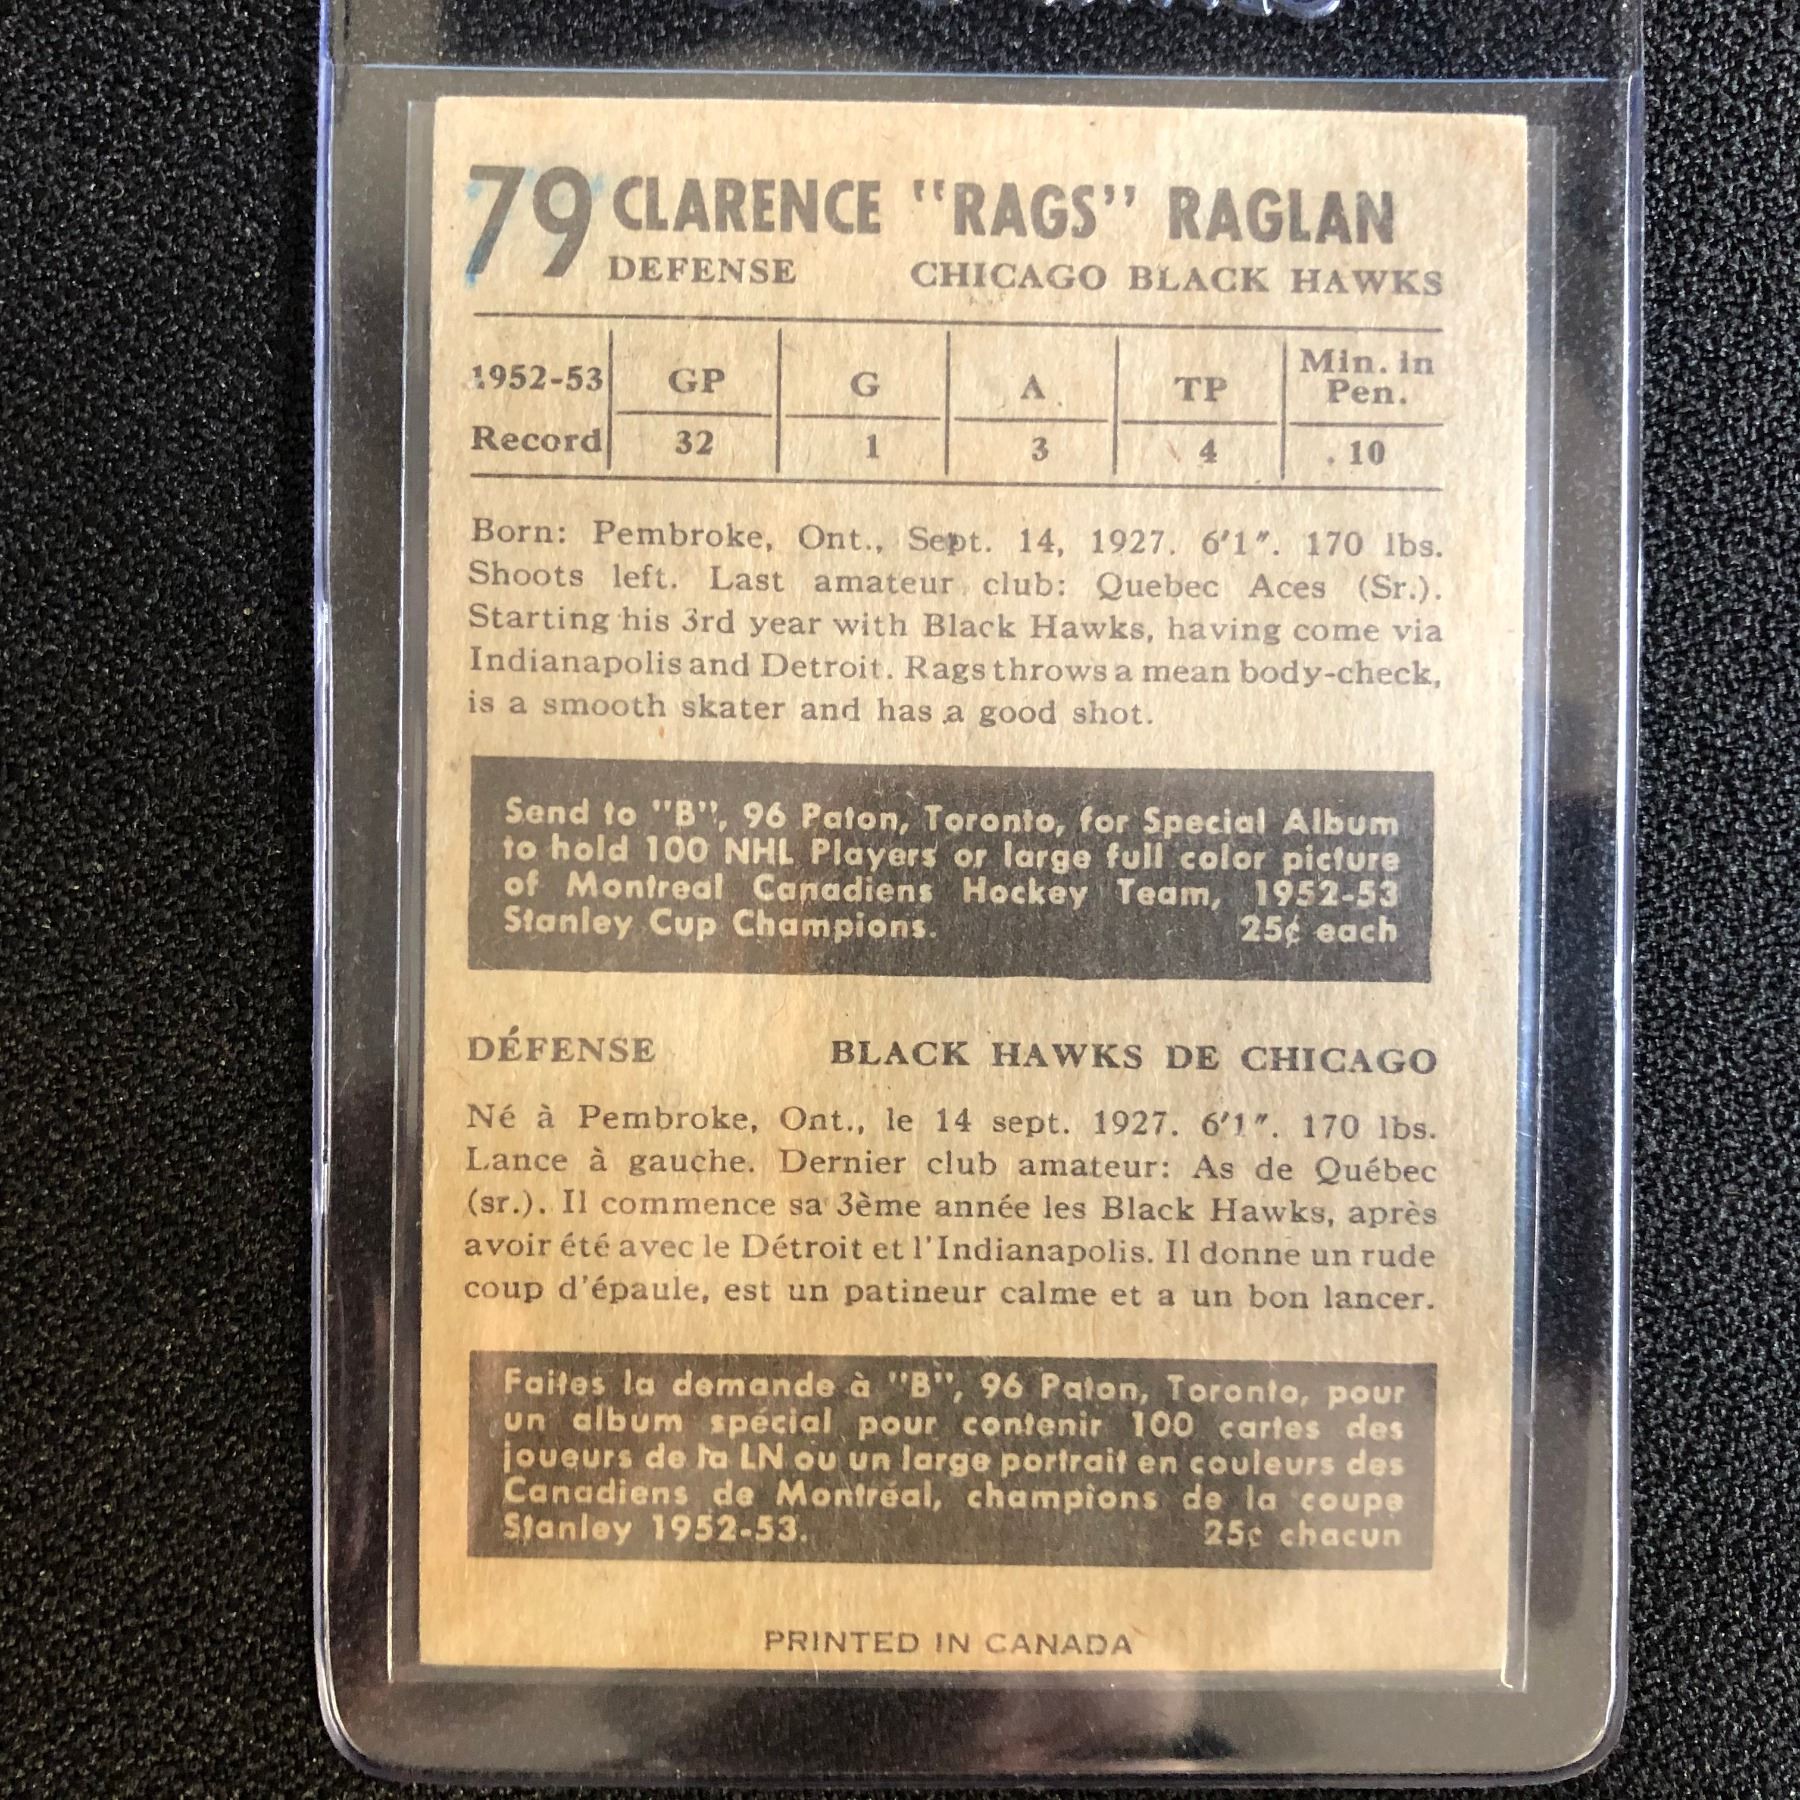 79 CLARENCE "RAGS" RAGLAN
DEFENSE CHICAGO BLACK HAWKS
1952-53 GP G A TP Min. in Pen.
Record 32 1 3 4 10
Born: Pembroke, Ont., Sept. 14, 1927. 6'1". 170 lbs.
Shoots left. Last amateur club: Quebec Aces (Sr.).
Starting his 3rd year with Black Hawks, having come via
Indianapolis and Detroit. Rags throws a mean body-check,
is a smooth skater and has a good shot.
Send to "B", 96 Paton, Toronto, for Special Album
to hold 100 NHL Players or large full color picture
of Montreal Canadiens Hockey Team, 1952-53
Stanley Cup Champions. 25¢ each
DÉFENSE BLACK HAWKS DE CHICAGO
Né à Pembroke, Ont., le 14 sept. 1927. 6'1". 170 lbs.
Lance à gauche. Dernier club amateur: As de Québec
(sr.). Il commence sa 3ème année les Black Hawks, après
avoir été avec le Détroit et l'Indianapolis. Il donne un rude
coup d'épaule, est un patineur calme et a un bon lancer.
Faites la demande à "B", 96 Paton, Toronto, pour
un album spécial pour contenir 100 cartes des
joueurs de la LN ou un large portrait en couleurs des
Canadiens de Montréal, champions de la coupe
Stanley 1952-53. 25¢ chacun
PRINTED IN CANADA